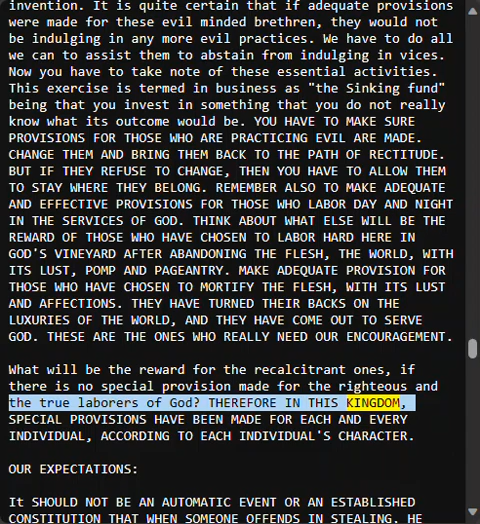 invention. It is quite certain that if adequate provisions
were made for these evil minded brethren, they would not
be indulging in any more evil practices. We have to do all
we can to assist them to abstain from indulging in vices.
Now you have to take note of these essential activities.
This exercise is termed in business as "the Sinking fund"
being that you invest in something that you do not really
know what its outcome would be. YOU HAVE TO MAKE SURE
PROVISIONS FOR THOSE WHO ARE PRACTICING EVIL ARE MADE.
CHANGE THEM AND BRING THEM BACK TO THE PATH OF RECTITUDE.
BUT IF THEY REFUSE TO CHANGE, THEN YOU HAVE TO ALLOW THEM
TO STAY WHERE THEY BELONG. REMEMBER ALSO TO MAKE ADEQUATE
AND EFFECTIVE PROVISIONS FOR THOSE WHO LABOR DAY AND NIGHT
IN THE SERVICES OF GOD. THINK ABOUT WHAT ELSE WILL BE THE
REWARD OF THOSE WHO HAVE CHOSEN TO LABOR HARD HERE IN
GOD'S VINEYARD AFTER ABANDONING THE FLESH, THE WORLD, WITH
ITS LUST, POMP AND PAGEANTRY. MAKE ADEQUATE PROVISION FOR
THOSE WHO HAVE CHOSEN TO MORTIFY THE FLESH, WITH ITS LUST
AND AFFECTIONS. THEY HAVE TURNED THEIR BACKS ON THE
LUXURIES OF THE WORLD, AND THEY HAVE COME OUT TO SERVE
GOD. THESE ARE THE ONES WHO REALLY NEED OUR ENCOURAGEMENT.
What will be the reward for the recalcitrant ones, if
there is no special provision made for the righteous and
the true laborers of God? THEREFORE IN THIS KINGDOM,
SPECIAL PROVISIONS HAVE BEEN MADE FOR EACH AND EVERY
INDIVIDUAL, ACCORDING TO EACH INDIVIDUAL'S CHARACTER.
OUR EXPECTATIONS:
It SHOULD NOT BE AN AUTOMATIC EVENT OR AN ESTABLISHED
CONSTITUTION THAT WHEN SOMEONE OFFENDS IN STEALING. HE